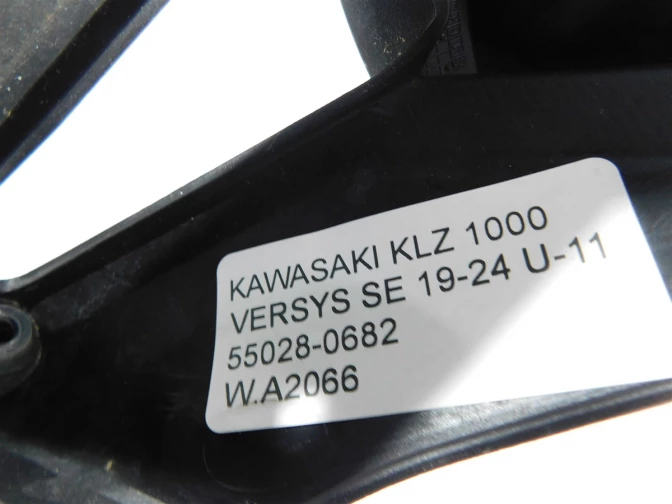 KAWASAKI KLZ 1000
VERSYS SE 19-24 U-11
55028-0682
W.A2066